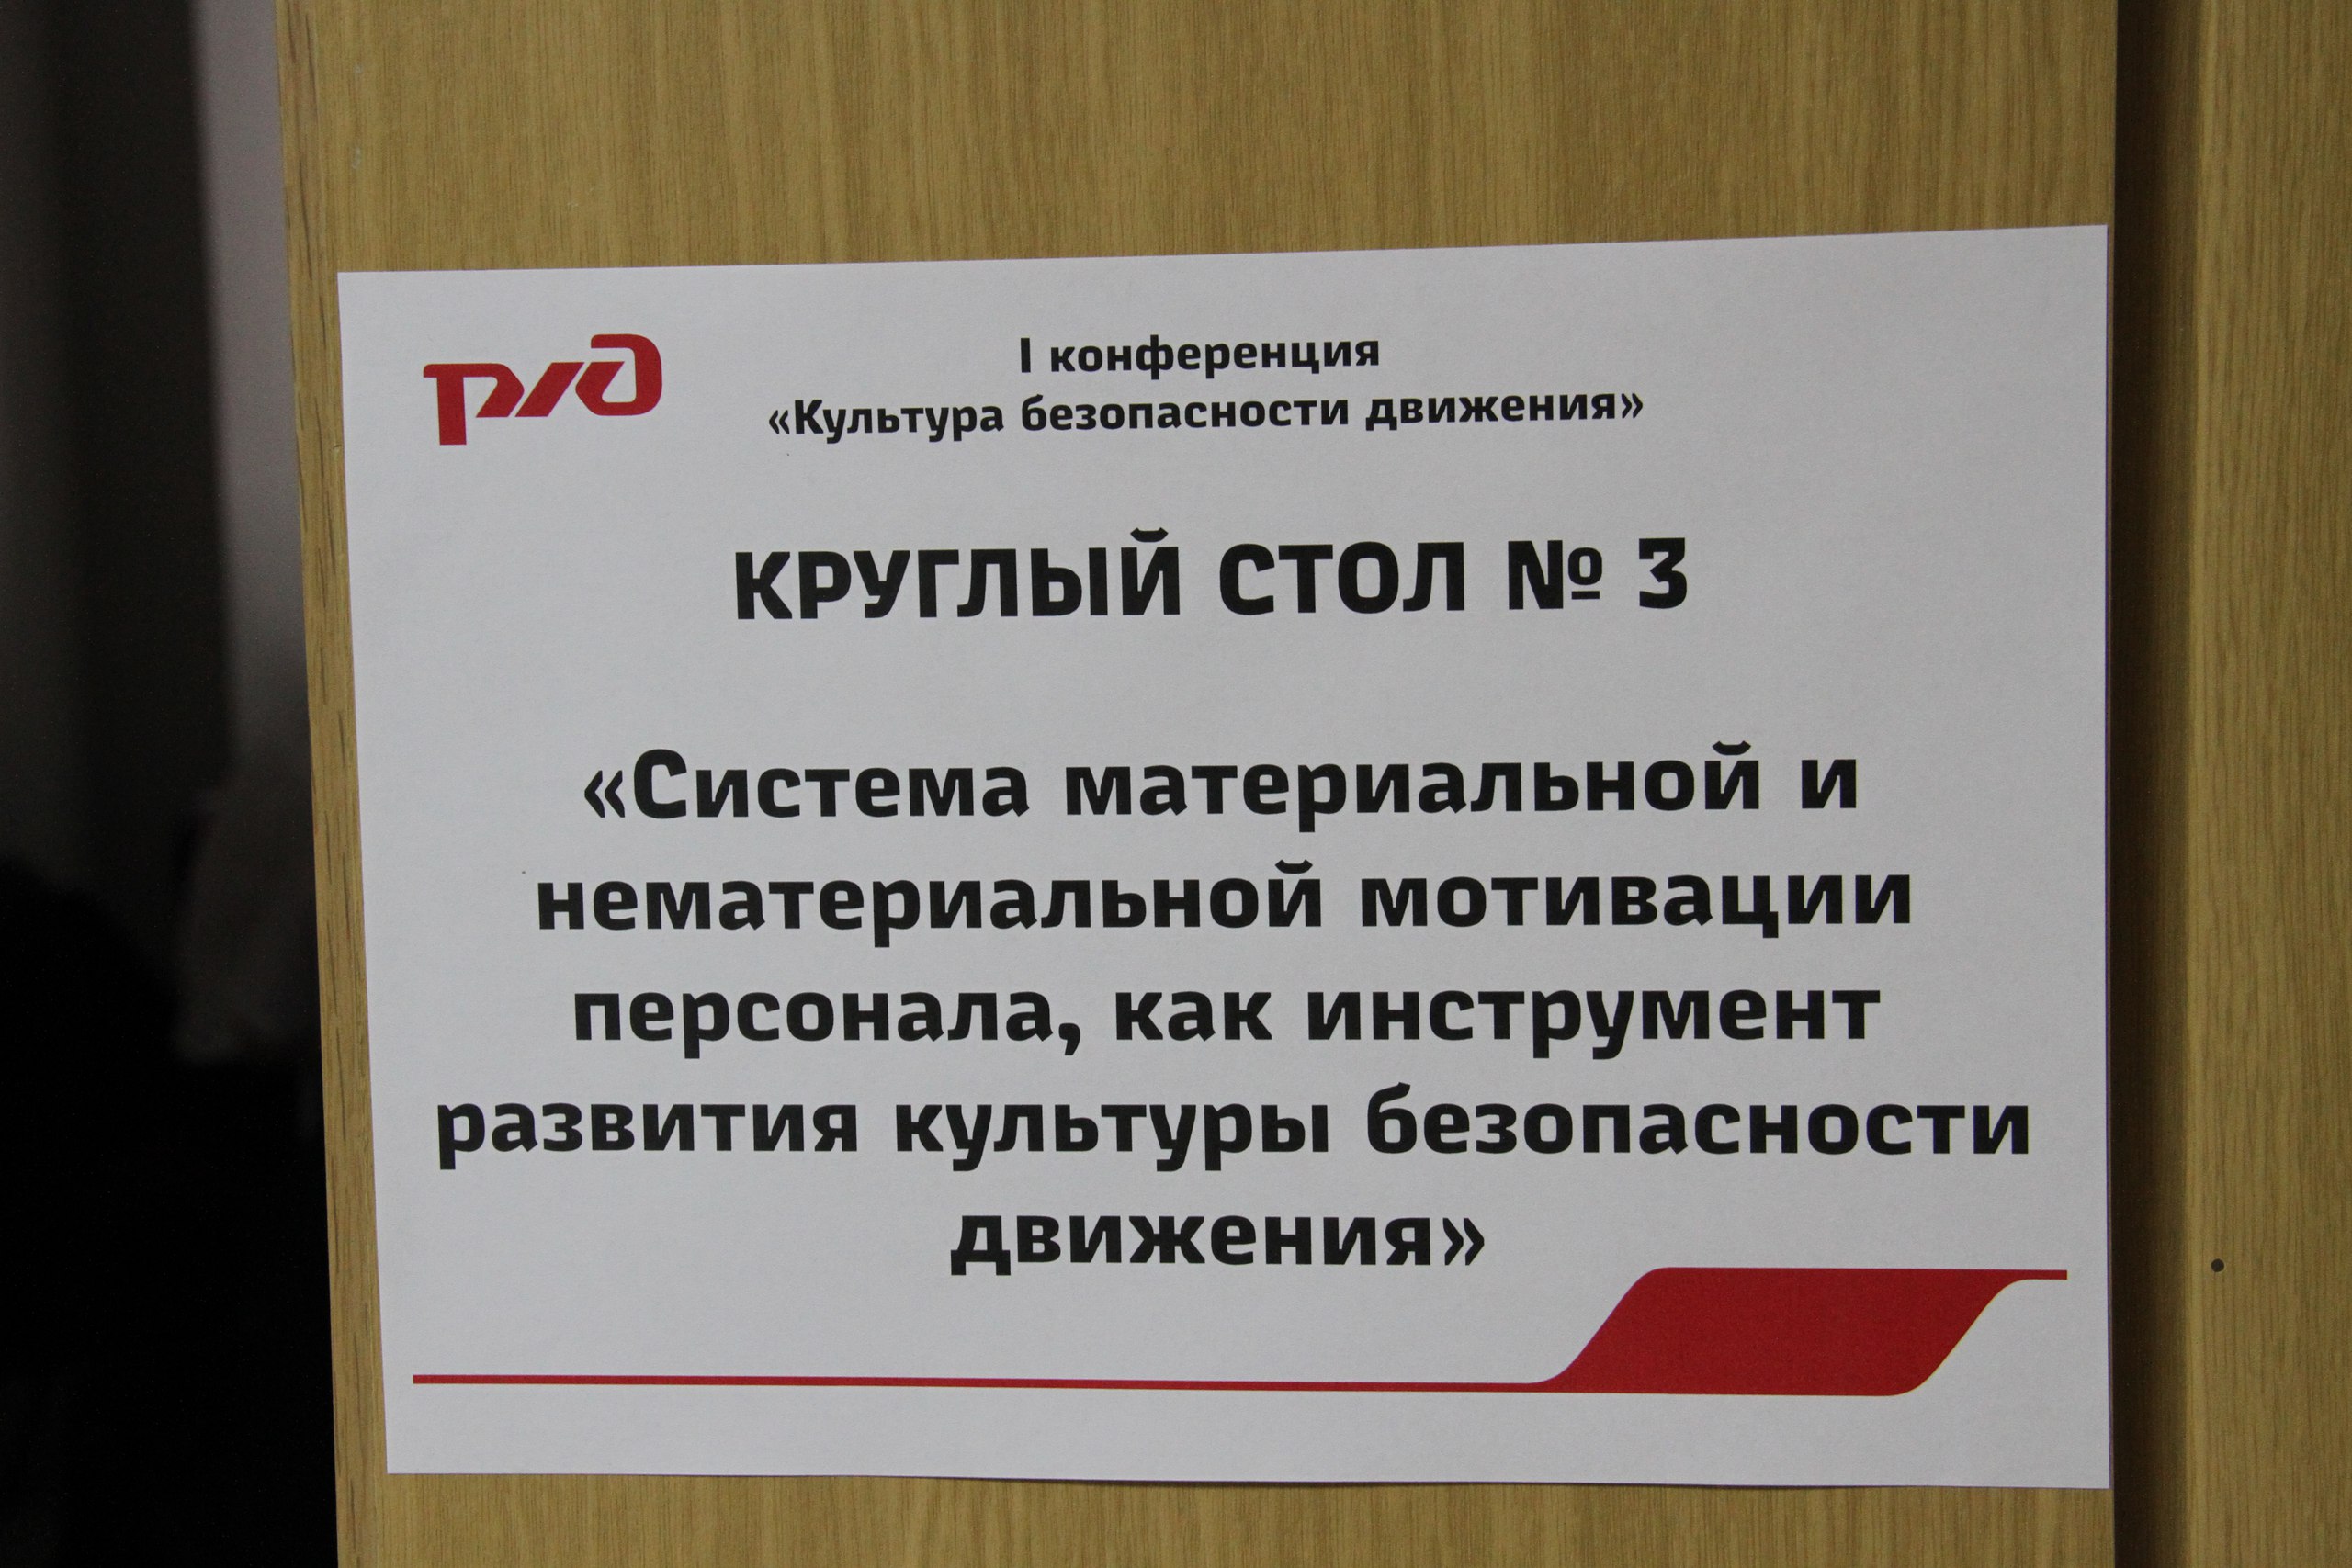 ржд
I конференция
«Культура безопасности движения»
КРУГЛЫЙ СТОЛ № 3
«Система материальной и
нематериальной мотивации
персонала, как инструмент
развития культуры безопасности
движения»